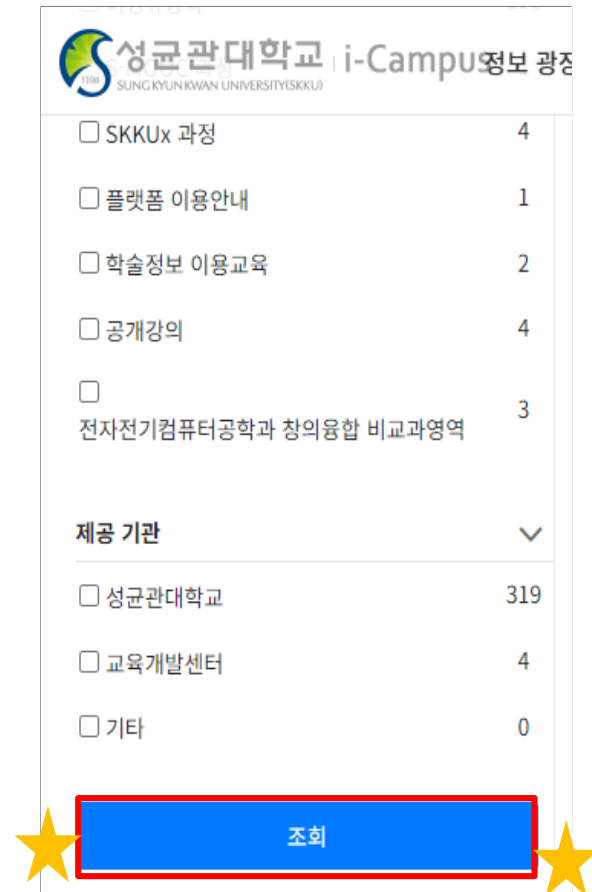 성균관대학교 i-Campus 정보 광장
SUNG KYUN KWAN UNIVERSITY(SKKU)
1398
SKKUx 과정 4
플랫폼 이용안내 1
학술정보 이용교육 2
공개강의 4
전자전기컴퓨터공학과 창의융합 비교과영역 3
제공 기관
성균관대학교 319
교육개발센터 4
기타 0
조회